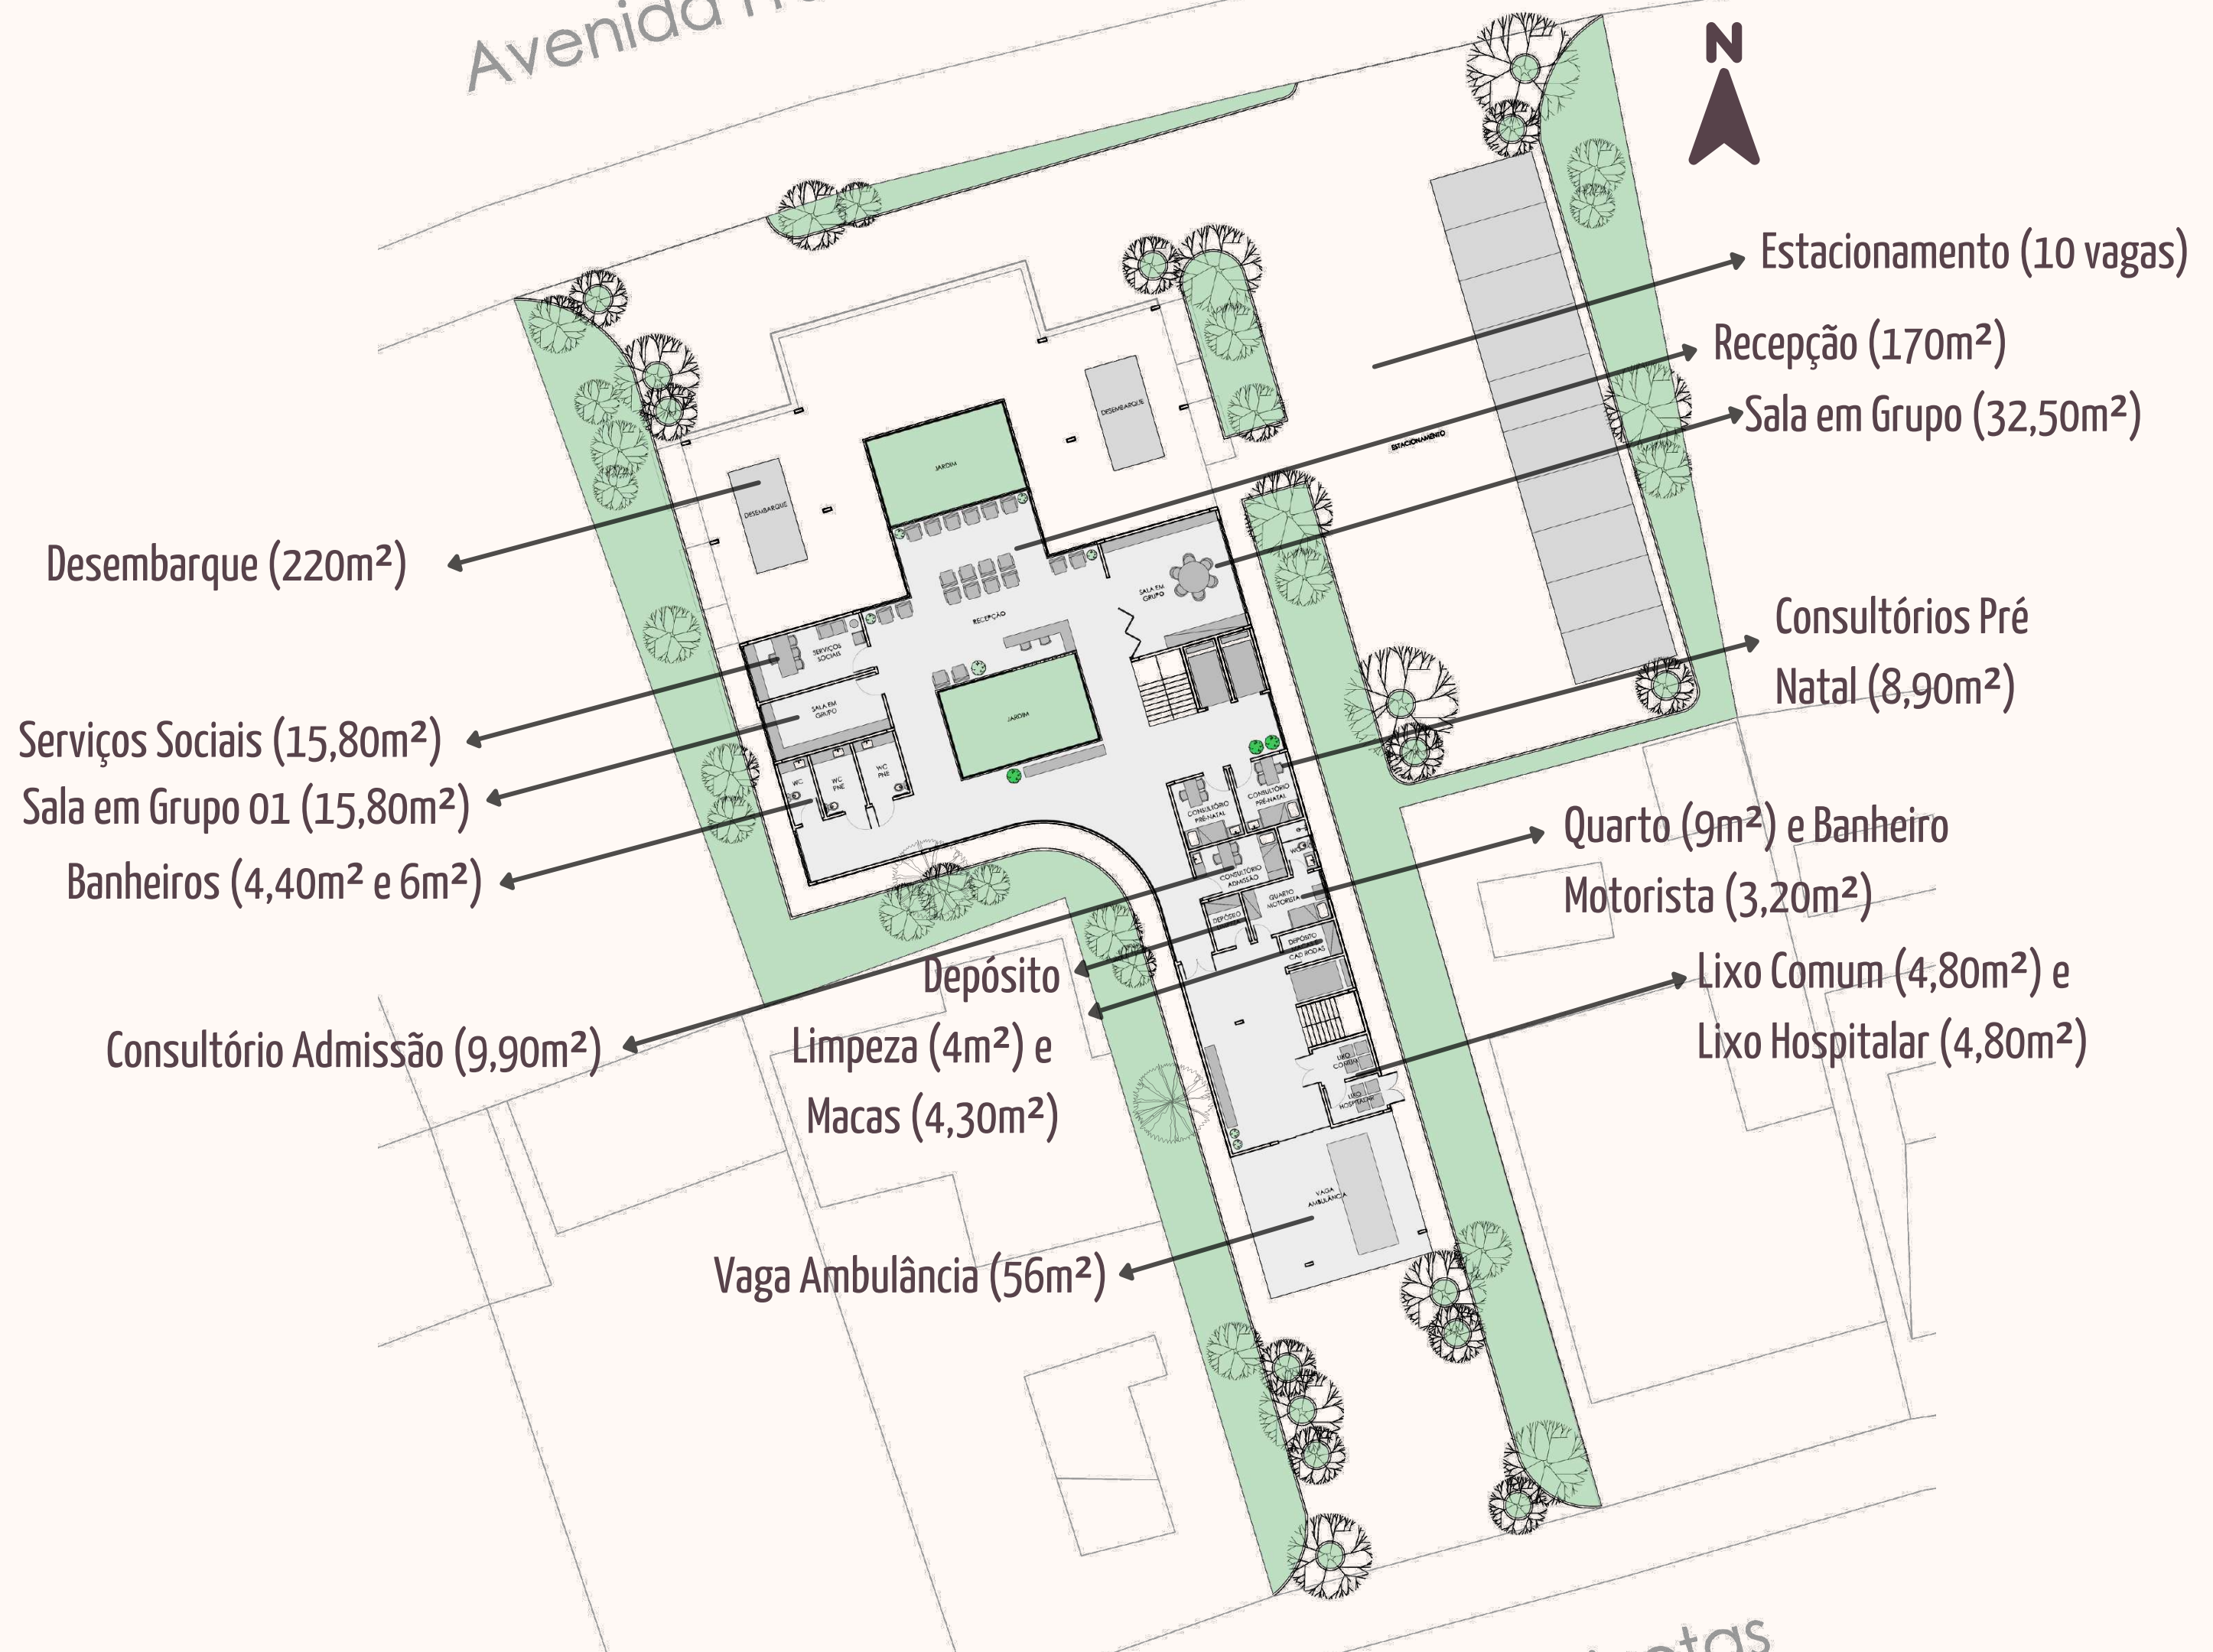 Avenida
N
Estacionamento (10 vagas)
Recepção (170m²)
Sala em Grupo (32,50m²)
DESEMBARQUE
ESTACIONAMENTO
JARDIM
DESEMBARQUE
Desembarque (220m²)
SALA EM
GRUPO
RECEPÇÃO
Consultórios Pré
Natal (8,90m²)
SERVIÇOS
SOCIAIS
SALA EM
GRUPO
JARDIM
Serviços Sociais (15,80m²)
Sala em Grupo 01 (15,80m²)
Banheiros (4,40m² e 6m²)
WC
WC
PNE
WC
PNE
CONSULTÓRIO
PRÉ-NATAL
CONSULTÓRIO
PRÉ-NATAL
Quarto (9m²) e Banheiro
Motorista (3,20m²)
WC
CONSULTÓRIO
ADMISSÃO
QUARTO
MOTORISTA
DEPÓSITO
DEPÓSITO
CAD RODAS
Depósito
Limpeza (4m²) e
Macas (4,30m²)
Consultório Admissão (9,90m²)
Lixo Comum (4,80m²) e
Lixo Hospitalar (4,80m²)
LIXO
COMUM
LIXO
HOSPITALAR
VAGA
AMBULÂNCIA
Vaga Ambulância (56m²)